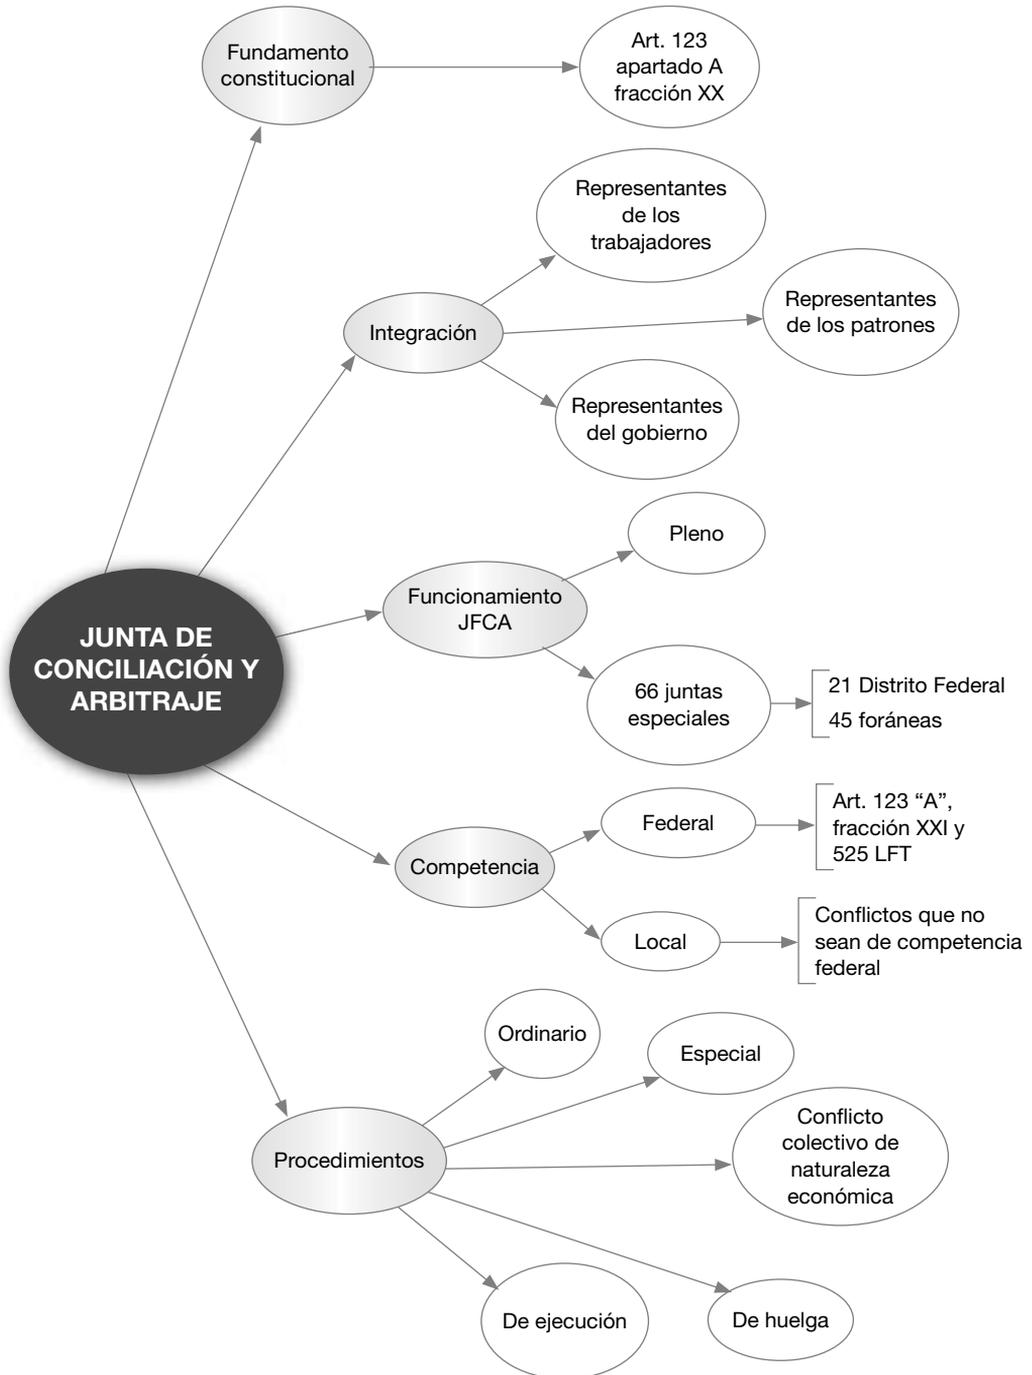 Fundamento
constitucional
Art. 123
apartado A
fracción XX
Representantes
de los
trabajadores
Integración
Representantes
de los patrones
Representantes
del gobierno
Pleno
Funcionamiento
JFCA
JUNTA DE
CONCILIACIÓN Y
ARBITRAJE
66 juntas
especiales
21 Distrito Federal
45 foráneas
Federal
Art. 123 “A”,
fracción XXI y
525 LFT
Competencia
Local
Conflictos que no
sean de competencia
federal
Ordinario
Especial
Procedimientos
Conflicto
colectivo de
naturaleza
económica
De ejecución
De huelga